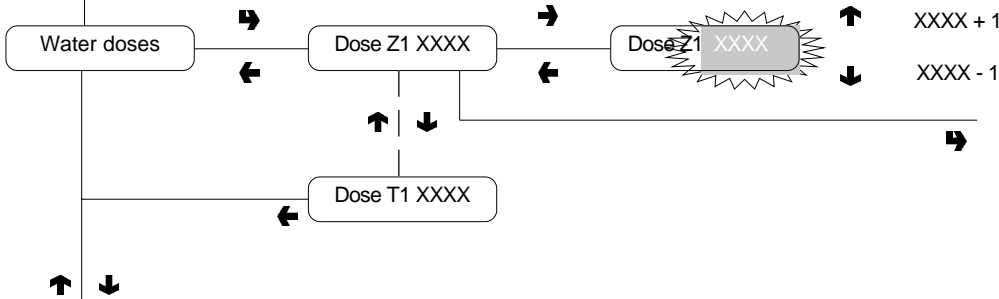 XXXX + 1
Water doses
Dose Z1 XXXX
Dose Z1 XXXX
XXXX - 1
Dose T1 XXXX